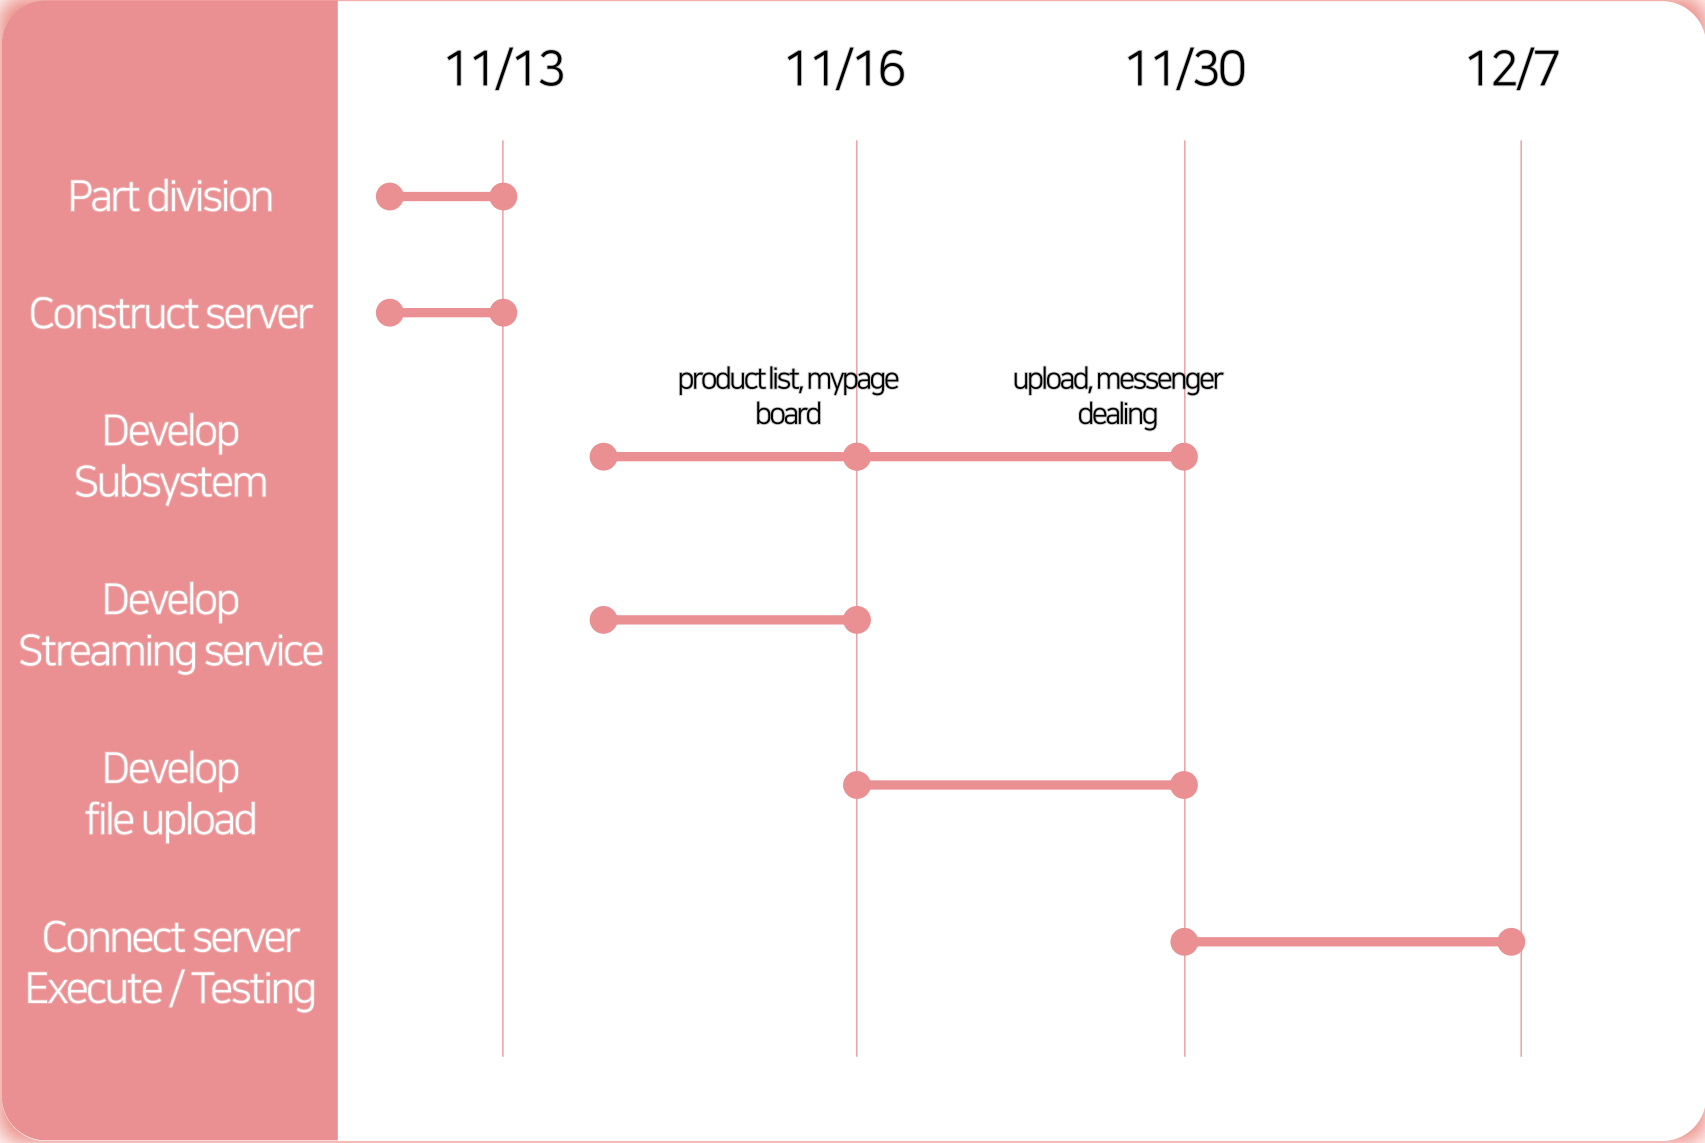 11/13 11/16 11/30 12/7
Part division
Construct server
product list, mypage
board
upload, messenger
dealing
Develop
Subsystem
Develop
Streaming service
Develop
file upload
Connect server
Execute / Testing